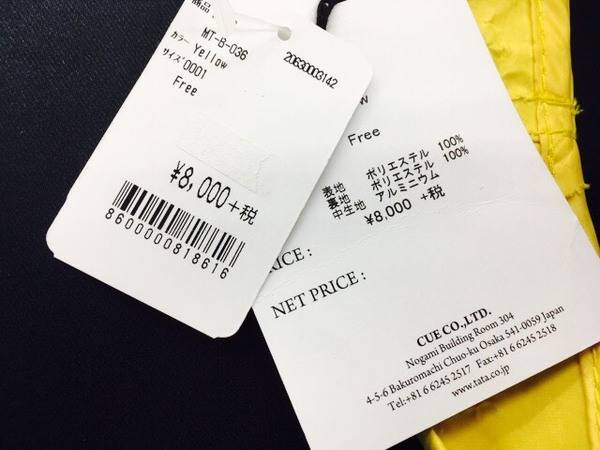 商品 MT-B-036
カラー Yellow
サイズ 0001
Free
20630003142
¥8,000+税
8600000818616
Free
表地 ポリエステル 100%
裏地 ポリエステル 100%
中生地 アルミニウム
¥8,000 +税
NET PRICE :
CUE CO.,LTD.
Nogami Building Room 304
4-5-6 Bakuromachi Chuo-ku Osaka 541-0059 Japan
Tel:+81 6 6245 2517 Fax:+81 6 6245 2518
www.tata.co.jp